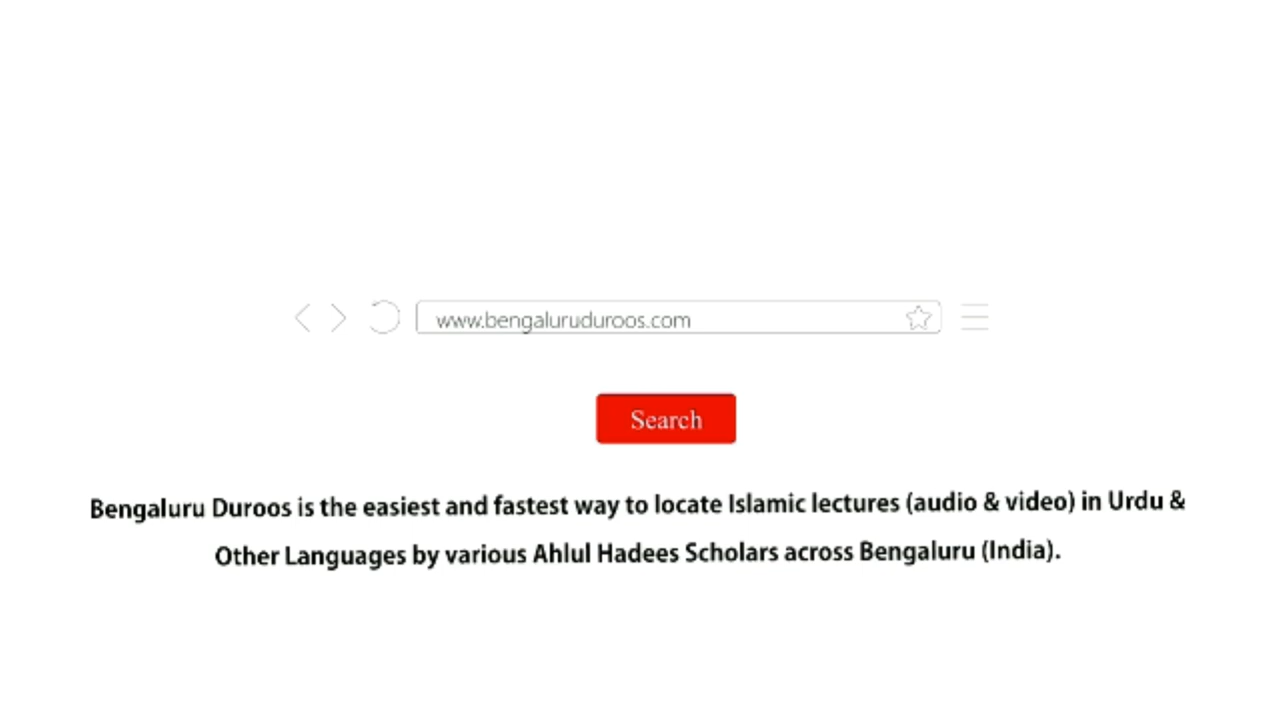 www.bengaluruduroos.com
Search
Bengaluru Duroos is the easiest and fastest way to locate Islamic lectures (audio & video) in Urdu &
Other Languages by various Ahlul Hadees Scholars across Bengaluru (India).